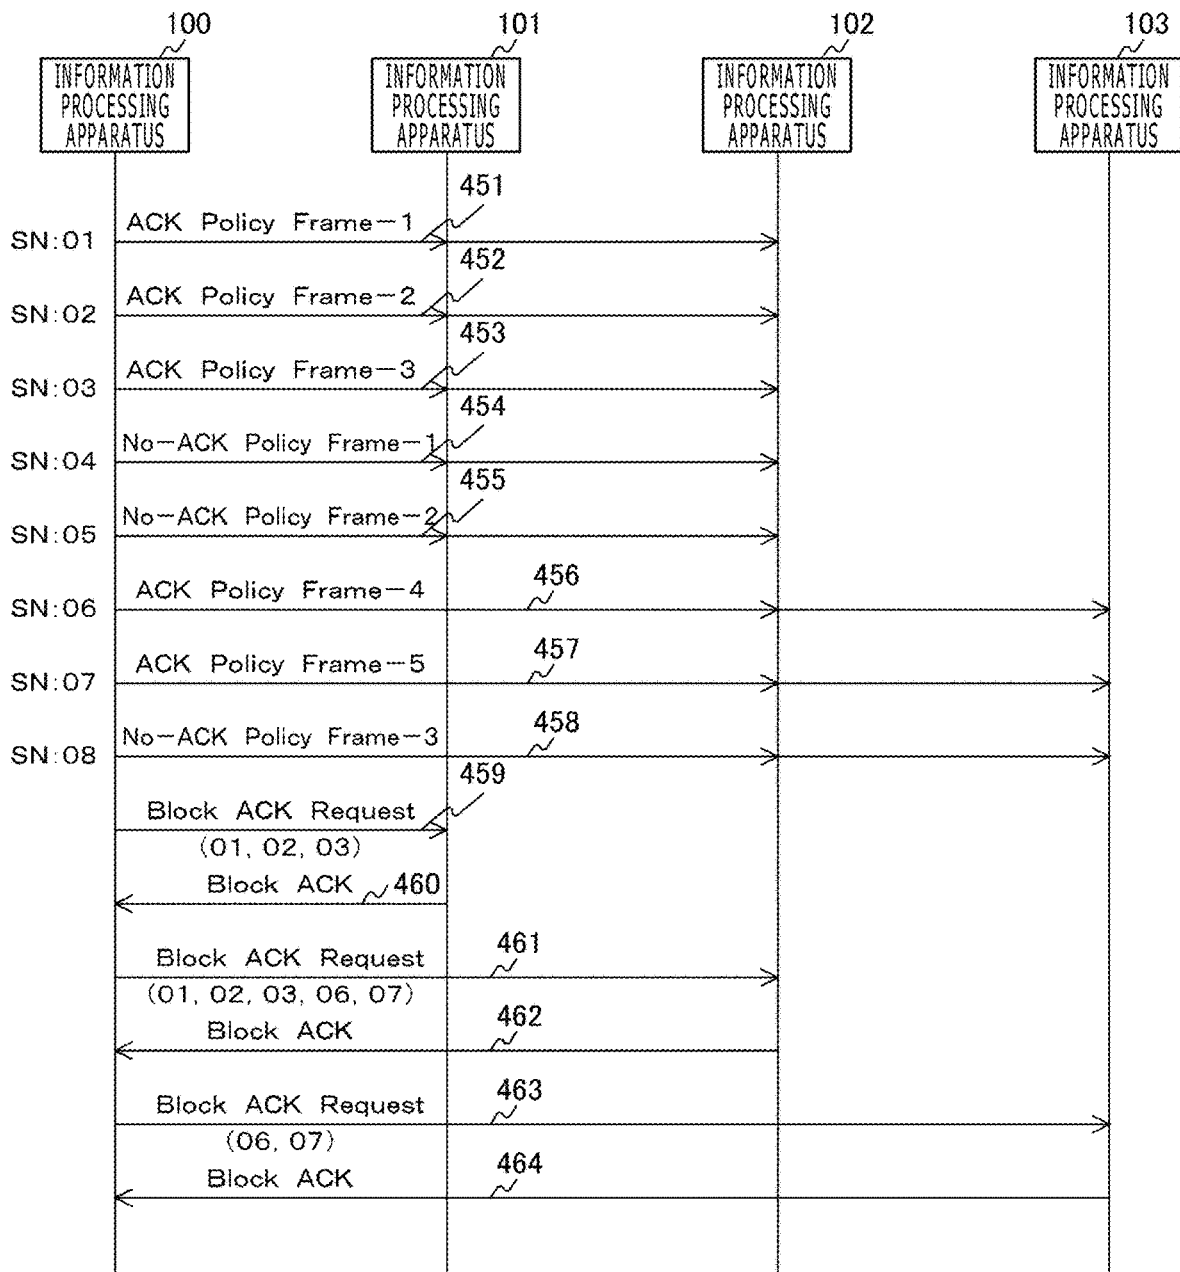 100
101
102
103
INFORMATION
PROCESSING
APPARATUS
INFORMATION
PROCESSING
APPARATUS
INFORMATION
PROCESSING
APPARATUS
INFORMATION
PROCESSING
APPARATUS
451
SN:01 ACK Policy Frame-1
452
SN:02 ACK Policy Frame-2
453
SN:03 ACK Policy Frame-3
454
SN:04 No-ACK Policy Frame-1
455
SN:05 No-ACK Policy Frame-2
456
SN:06 ACK Policy Frame-4
457
SN:07 ACK Policy Frame-5
458
SN:08 No-ACK Policy Frame-3
459
Block ACK Request
(01, 02, 03)
Block ACK 460
Block ACK Request 461
(01, 02, 03, 06, 07)
Block ACK 462
Block ACK Request 463
(06, 07)
Block ACK 464